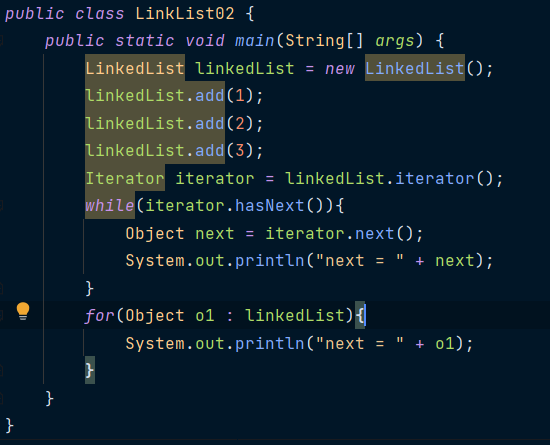 public class LinkList02 {
    public static void main(String[] args) {
        LinkedList linkedList = new LinkedList();
        linkedList.add(1);
        linkedList.add(2);
        linkedList.add(3);
        Iterator iterator = linkedList.iterator();
        while(iterator.hasNext()){
            Object next = iterator.next();
            System.out.println("next = " + next);
        }
        for(Object o1 : linkedList){
            System.out.println("next = " + o1);
        }
    }
}